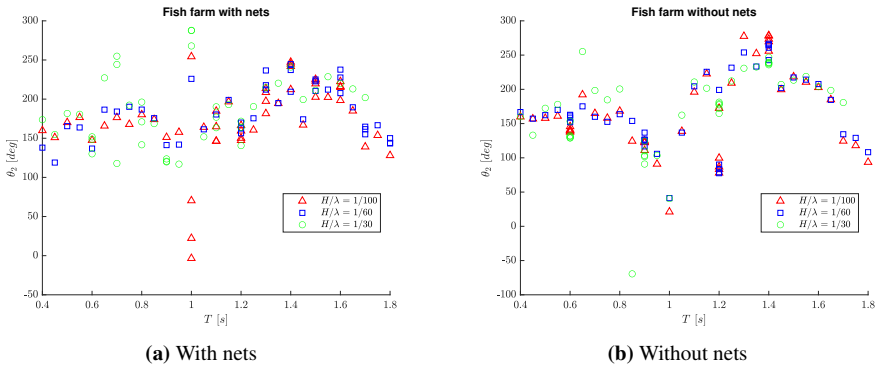 Fish farm with nets
300
250
200
150
100
50
0
-50
θ₂ [deg]
0.4 0.6 0.8 1 1.2 1.4 1.6 1.8
T [s]
H/λ = 1/100
H/λ = 1/60
H/λ = 1/30
(a) With nets
Fish farm without nets
300
250
200
150
100
50
0
-50
-100
θ₂ [deg]
0.4 0.6 0.8 1 1.2 1.4 1.6 1.8
T [s]
H/λ = 1/100
H/λ = 1/60
H/λ = 1/30
(b) Without nets